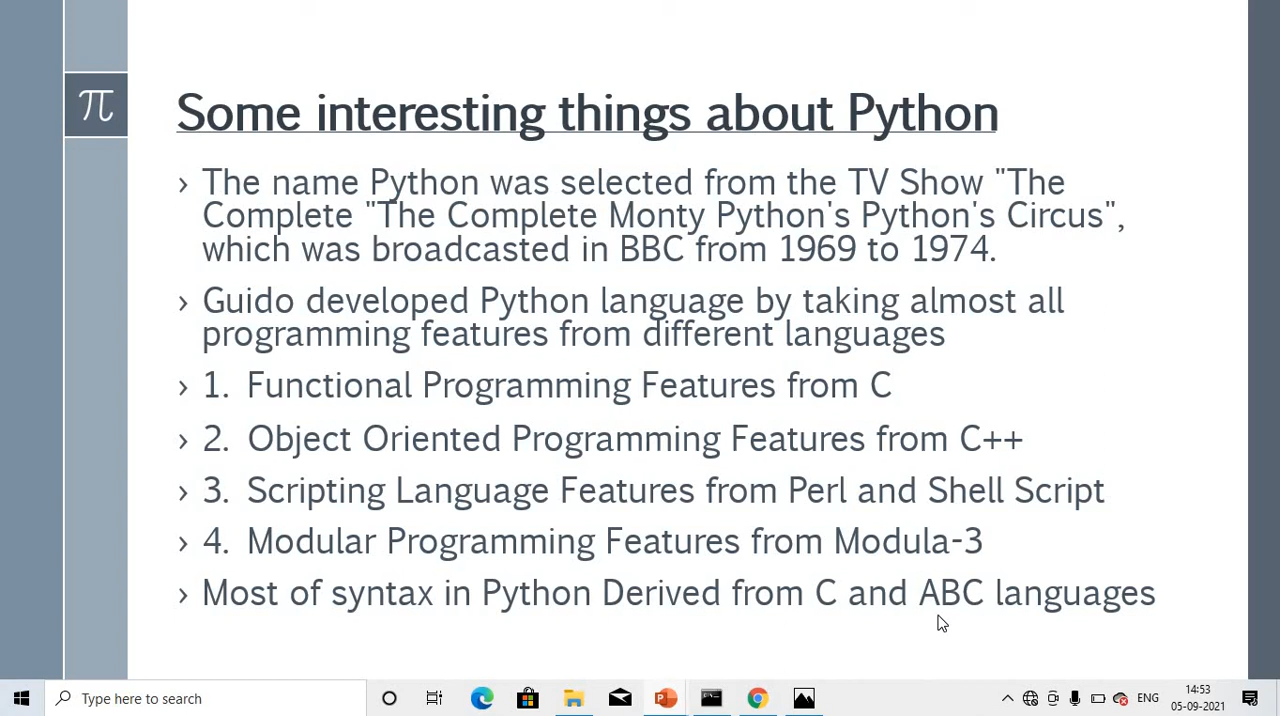 π
Some interesting things about Python
› The name Python was selected from the TV Show "The
Complete "The Complete Monty Python's Python's Circus",
which was broadcasted in BBC from 1969 to 1974.
› Guido developed Python language by taking almost all
programming features from different languages
› 1. Functional Programming Features from C
› 2. Object Oriented Programming Features from C++
› 3. Scripting Language Features from Perl and Shell Script
› 4. Modular Programming Features from Modula-3
› Most of syntax in Python Derived from C and ABC languages
Type here to search
ENG
14:53
05-09-2021